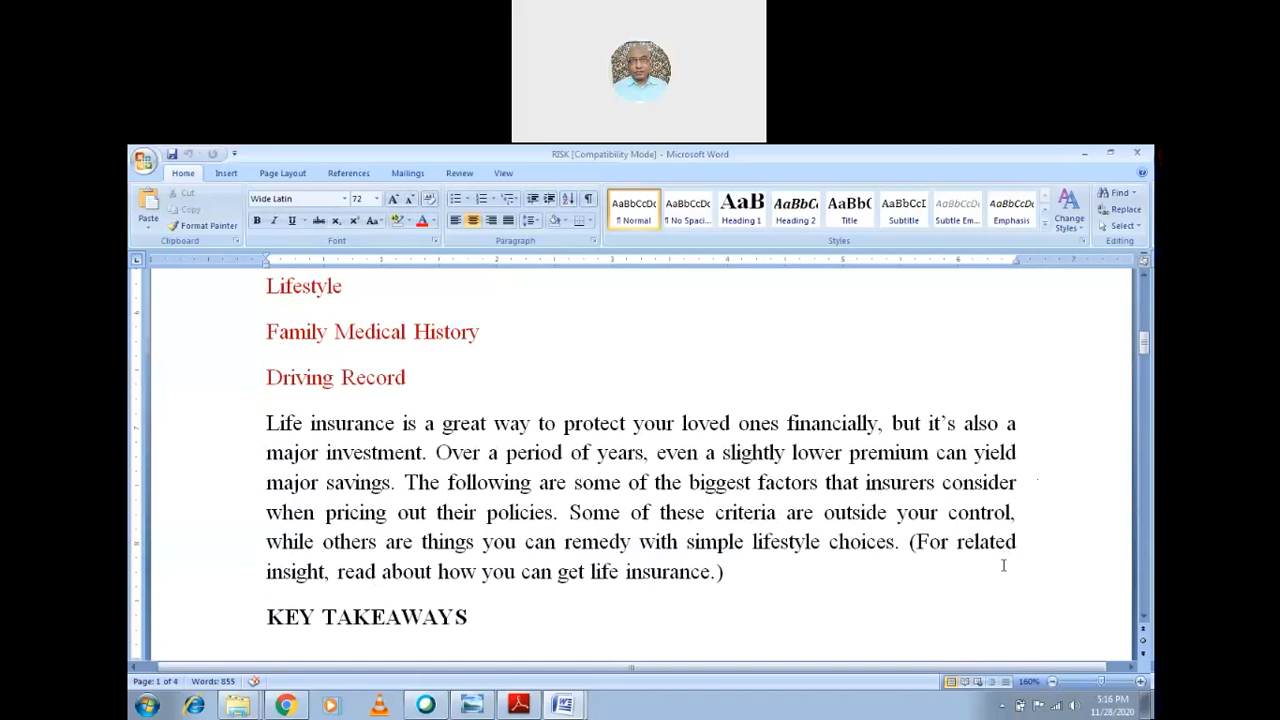 RISK [Compatibility Mode] - Microsoft Word
Home Insert Page Layout References Mailings Review View
Paste
Cut
Copy
Format Painter
Clipboard
Wide Latin 72
Font
Paragraph
AaBbCcDc AaBbCcDc AaB AaBbC AaBb( AaBbCcI AaBbCcDc AaBbCcDc
¶ Normal ¶ No Spaci... Heading 1 Heading 2 Title Subtitle Subtle Em... Emphasis
Styles
Change
Styles
Find
Replace
Select
Editing
Lifestyle
Family Medical History
Driving Record
Life insurance is a great way to protect your loved ones financially, but it’s also a
major investment. Over a period of years, even a slightly lower premium can yield
major savings. The following are some of the biggest factors that insurers consider
when pricing out their policies. Some of these criteria are outside your control,
while others are things you can remedy with simple lifestyle choices. (For related
insight, read about how you can get life insurance.)
KEY TAKEAWAYS
Page: 1 of 4 Words: 855 160%
5:16 PM
11/28/2020